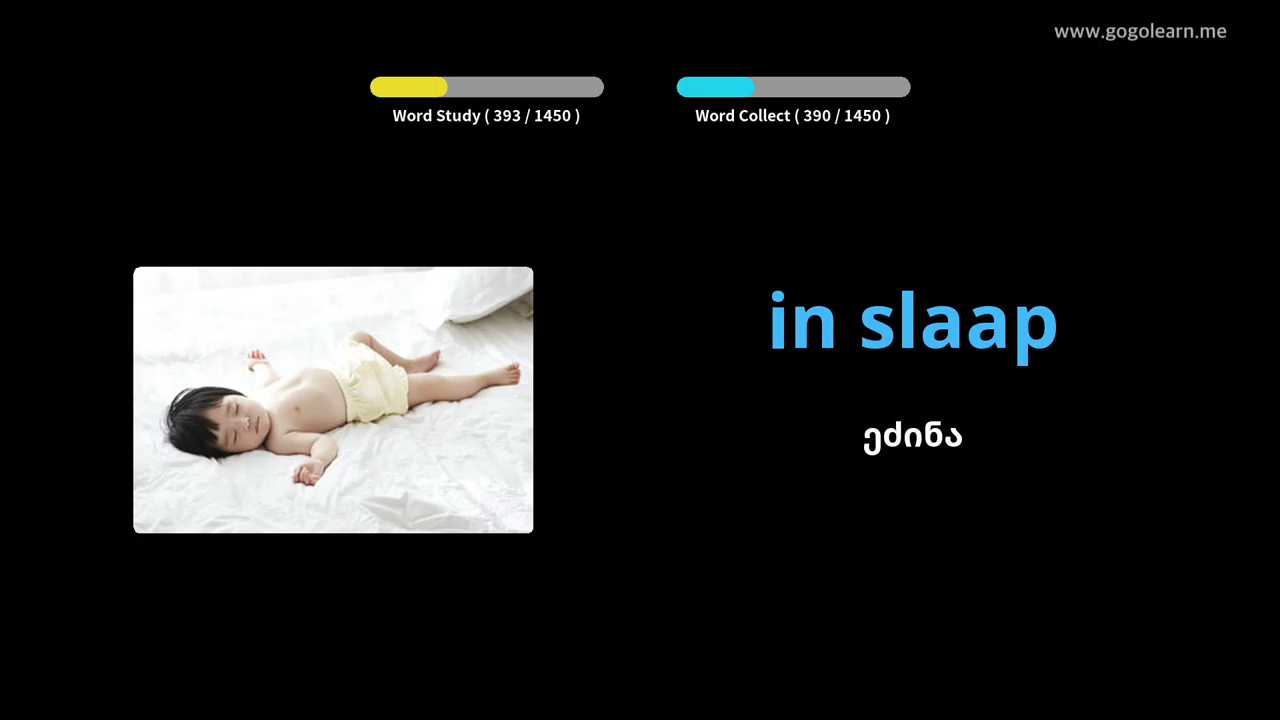 www.gogolearn.me
Word Study ( 393 / 1450 )
Word Collect ( 390 / 1450 )
in slaap
ეძინა